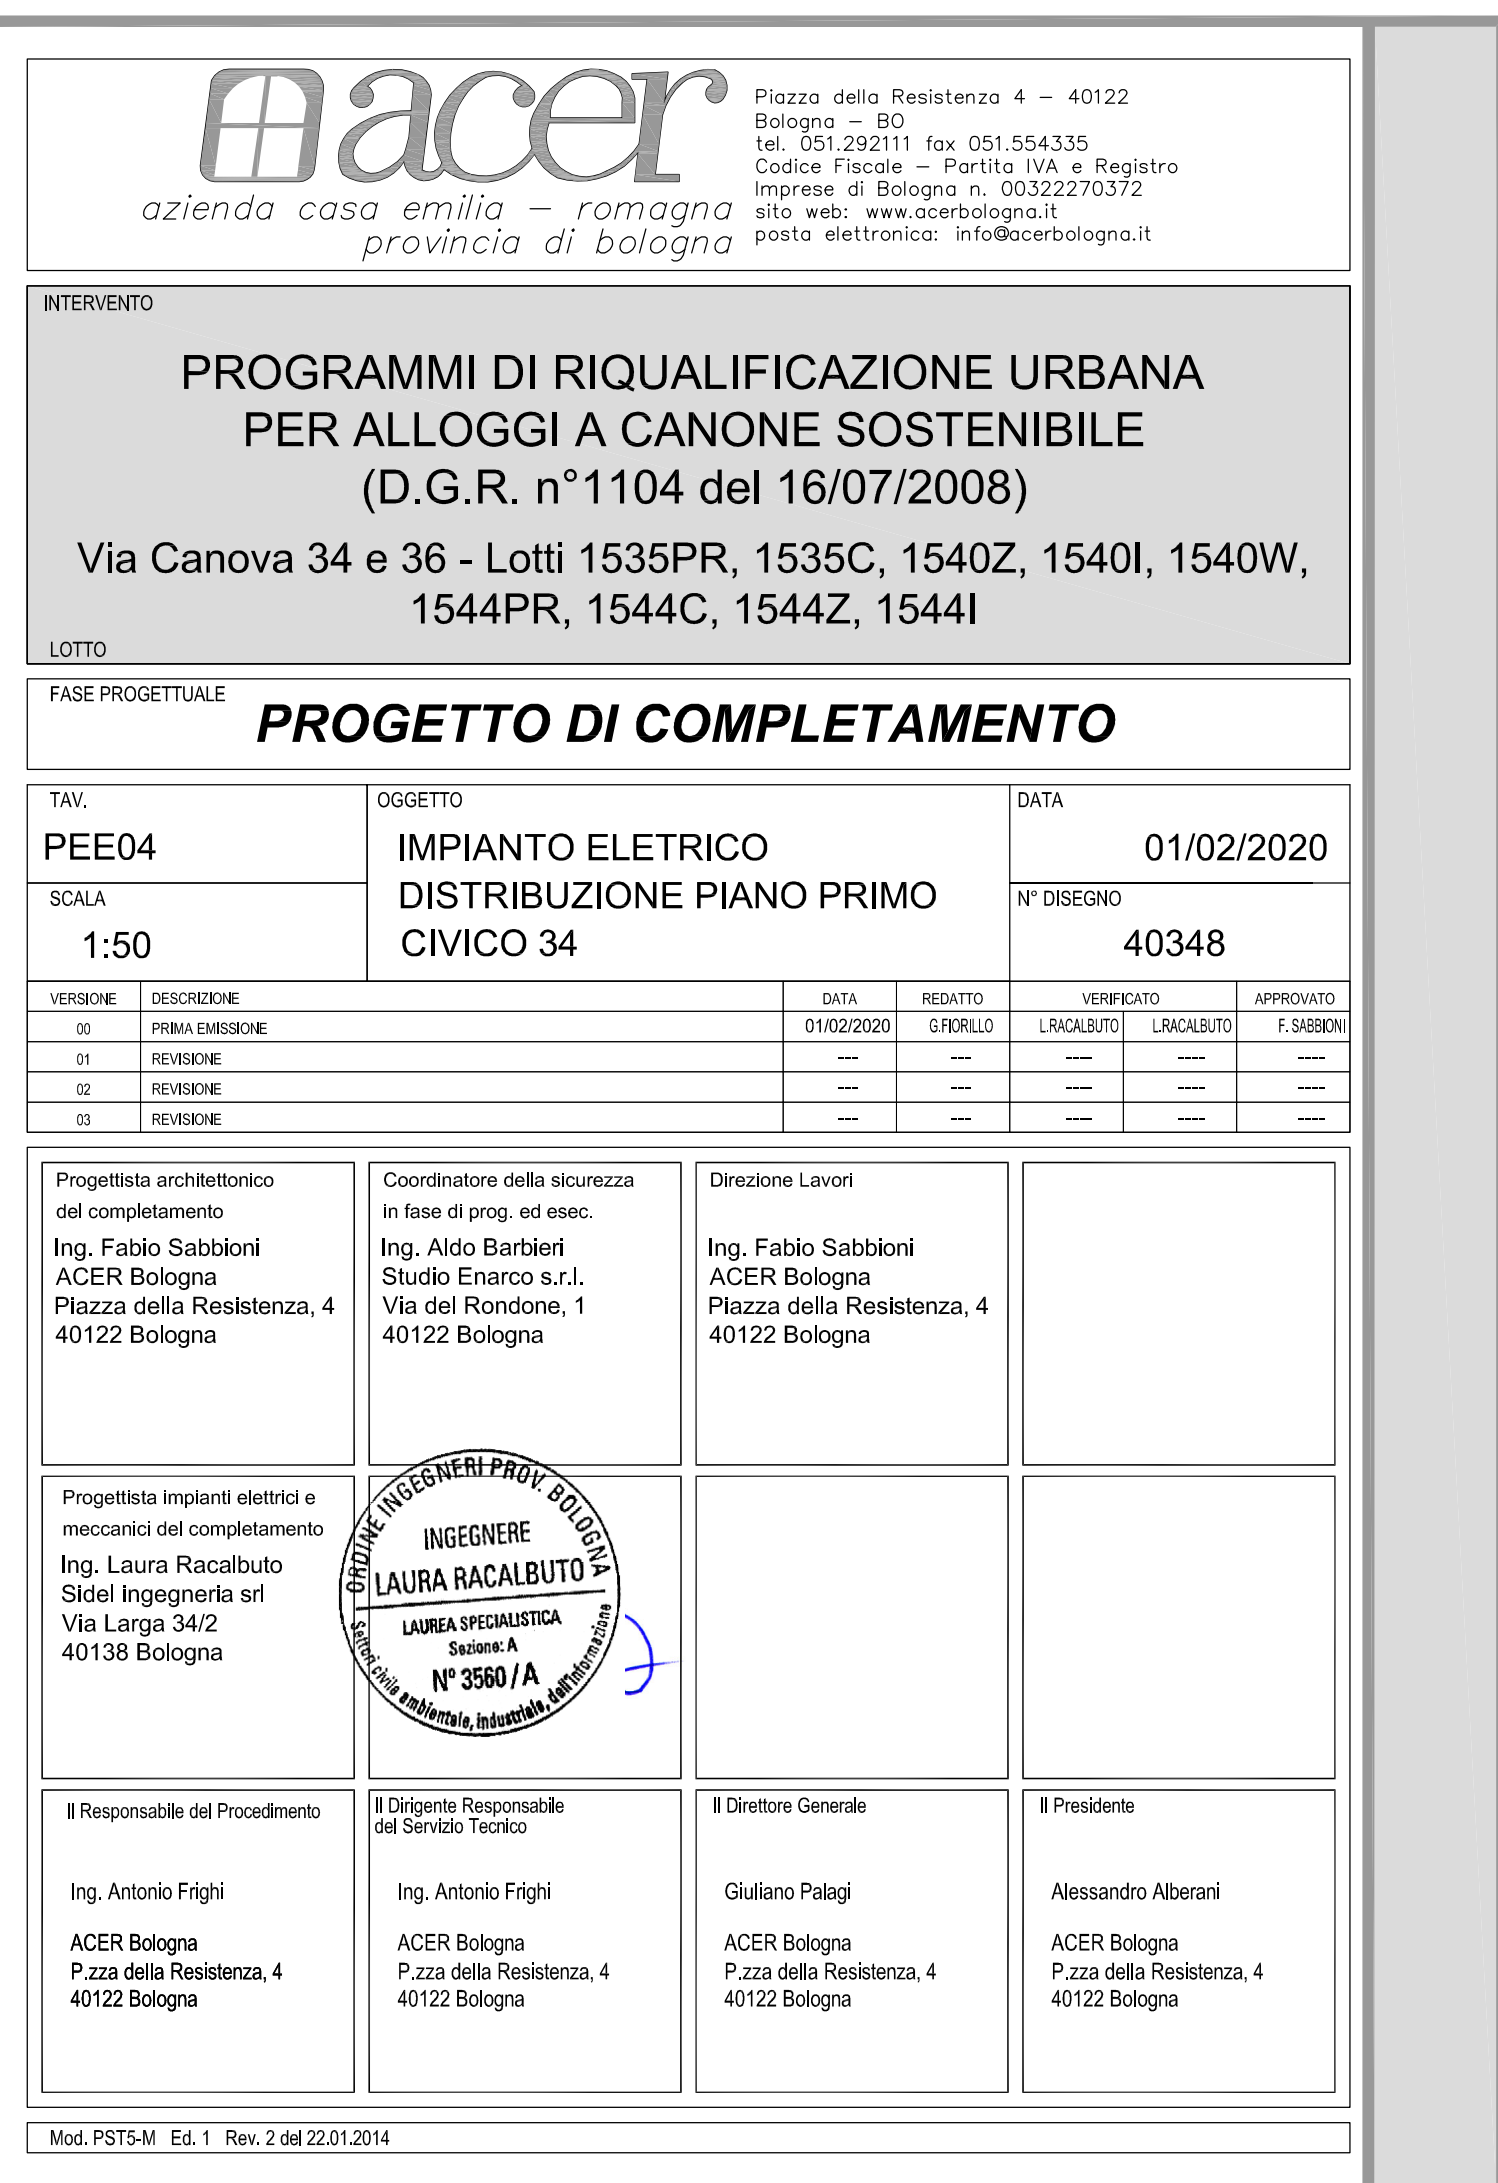 acer
azienda casa emilia – romagna
provincia di bologna
Piazza della Resistenza 4 – 40122
Bologna – BO
tel. 051.292111 fax 051.554335
Codice Fiscale – Partita IVA e Registro
Imprese di Bologna n. 00322270372
sito web: www.acerbologna.it
posta elettronica: info@acerbologna.it
INTERVENTO
PROGRAMMI DI RIQUALIFICAZIONE URBANA
PER ALLOGGI A CANONE SOSTENIBILE
(D.G.R. n°1104 del 16/07/2008)
Via Canova 34 e 36 - Lotti 1535PR, 1535C, 1540Z, 1540I, 1540W,
1544PR, 1544C, 1544Z, 1544I
LOTTO
FASE PROGETTUALE
PROGETTO DI COMPLETAMENTO
TAV.
PEE04
SCALA
1:50
OGGETTO
IMPIANTO ELETRICO
DISTRIBUZIONE PIANO PRIMO
CIVICO 34
DATA
01/02/2020
N° DISEGNO
40348
VERSIONE DESCRIZIONE DATA REDATTO VERIFICATO APPROVATO
00 PRIMA EMISSIONE 01/02/2020 G.FIORILLO L.RACALBUTO L.RACALBUTO F. SABBIONI
01 REVISIONE --- --- ---- ---- ----
02 REVISIONE --- --- ---- ---- ----
03 REVISIONE --- --- ---- ---- ----
Progettista architettonico
del completamento
Ing. Fabio Sabbioni
ACER Bologna
Piazza della Resistenza, 4
40122 Bologna
Coordinatore della sicurezza
in fase di prog. ed esec.
Ing. Aldo Barbieri
Studio Enarco s.r.l.
Via del Rondone, 1
40122 Bologna
Direzione Lavori
Ing. Fabio Sabbioni
ACER Bologna
Piazza della Resistenza, 4
40122 Bologna
Progettista impianti elettrici e
meccanici del completamento
Ing. Laura Racalbuto
Sidel ingegneria srl
Via Larga 34/2
40138 Bologna
ORDINE INGEGNERI PROV. BOLOGNA
INGEGNERE
LAURA RACALBUTO
LAUREA SPECIALISTICA
Sezione: A
N° 3560/A
Settori civile ambientale, industriale, dell'informazione
Il Responsabile del Procedimento
Ing. Antonio Frighi
ACER Bologna
P.zza della Resistenza, 4
40122 Bologna
Il Dirigente Responsabile
del Servizio Tecnico
Ing. Antonio Frighi
ACER Bologna
P.zza della Resistenza, 4
40122 Bologna
Il Direttore Generale
Giuliano Palagi
ACER Bologna
P.zza della Resistenza, 4
40122 Bologna
Il Presidente
Alessandro Alberani
ACER Bologna
P.zza della Resistenza, 4
40122 Bologna
Mod. PST5-M Ed. 1 Rev. 2 del 22.01.2014